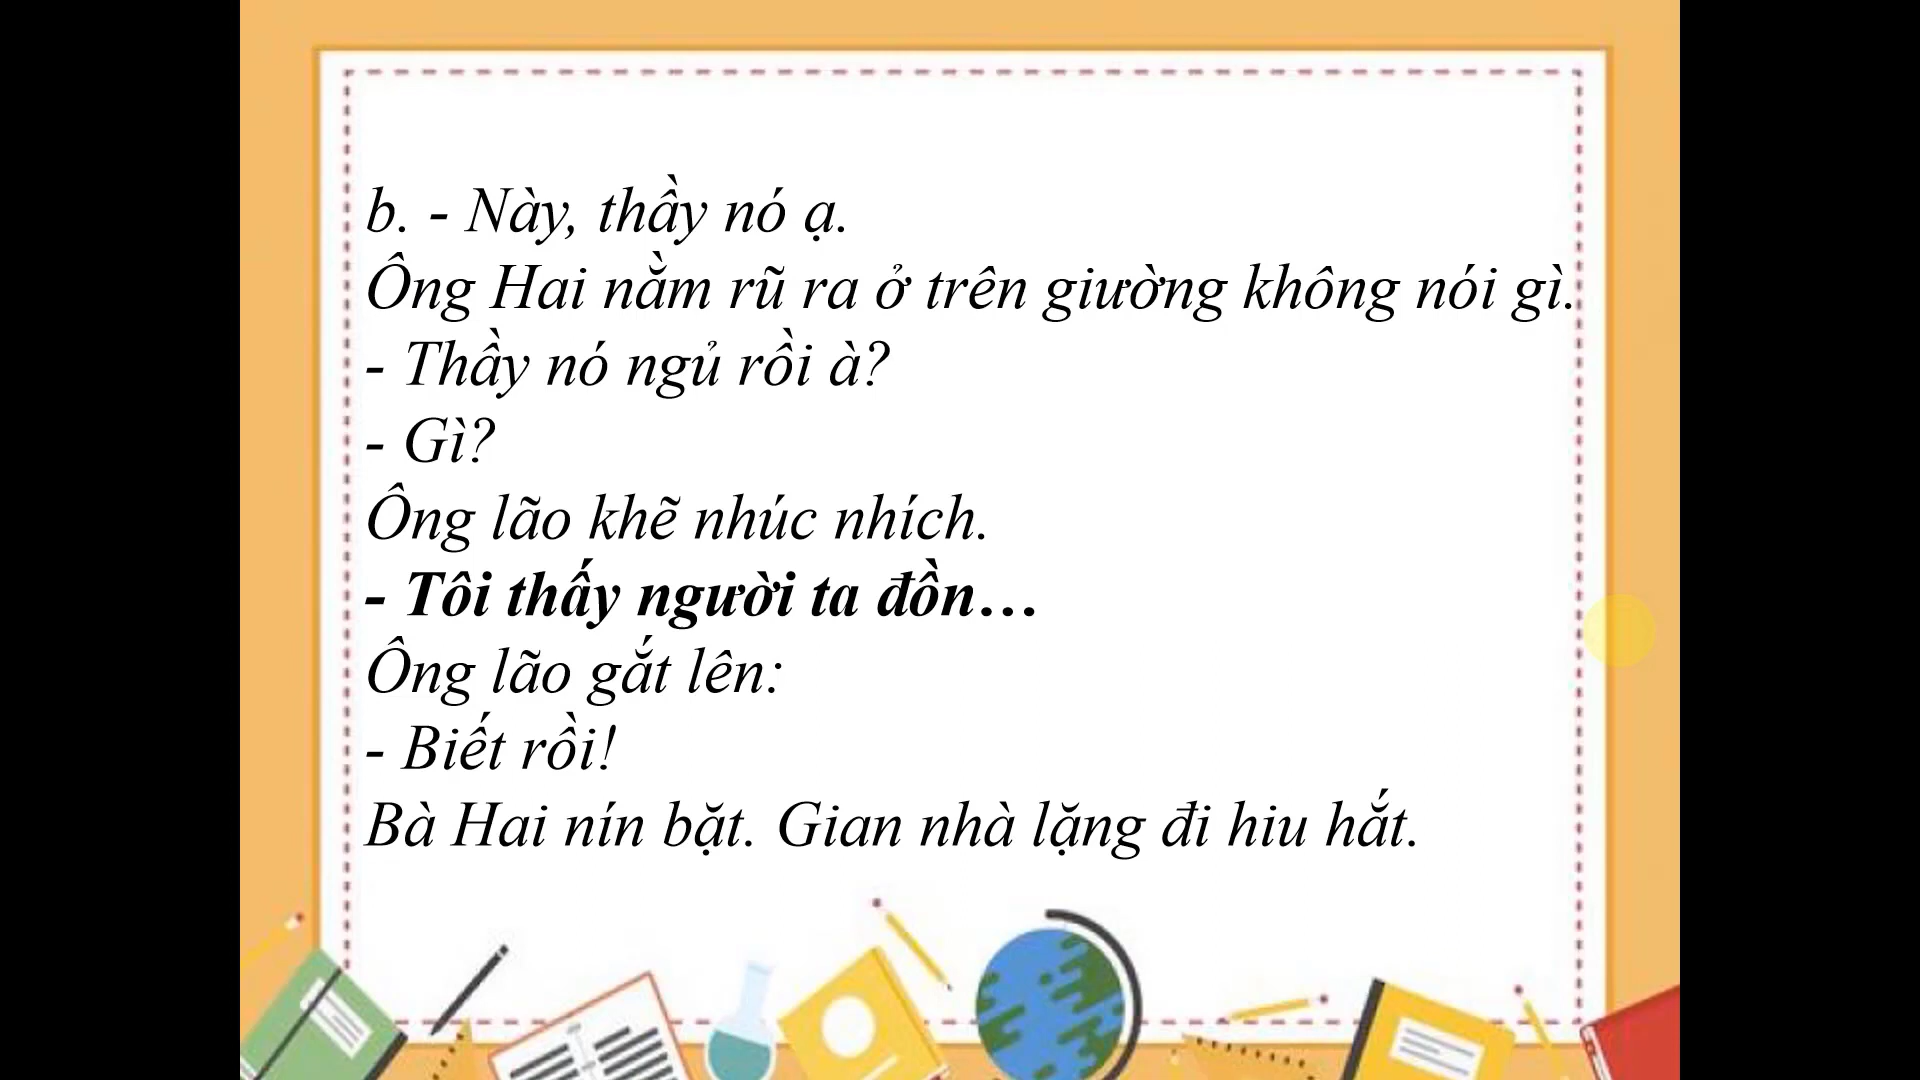 b. - Này, thầy nó ạ.
Ông Hai nằm rũ ra ở trên giường không nói gì.
- Thầy nó ngủ rồi à?
- Gì?
Ông lão khẽ nhúc nhích.
- Tôi thấy người ta đồn…
Ông lão gắt lên:
- Biết rồi!
Bà Hai nín bặt. Gian nhà lặng đi hiu hắt.